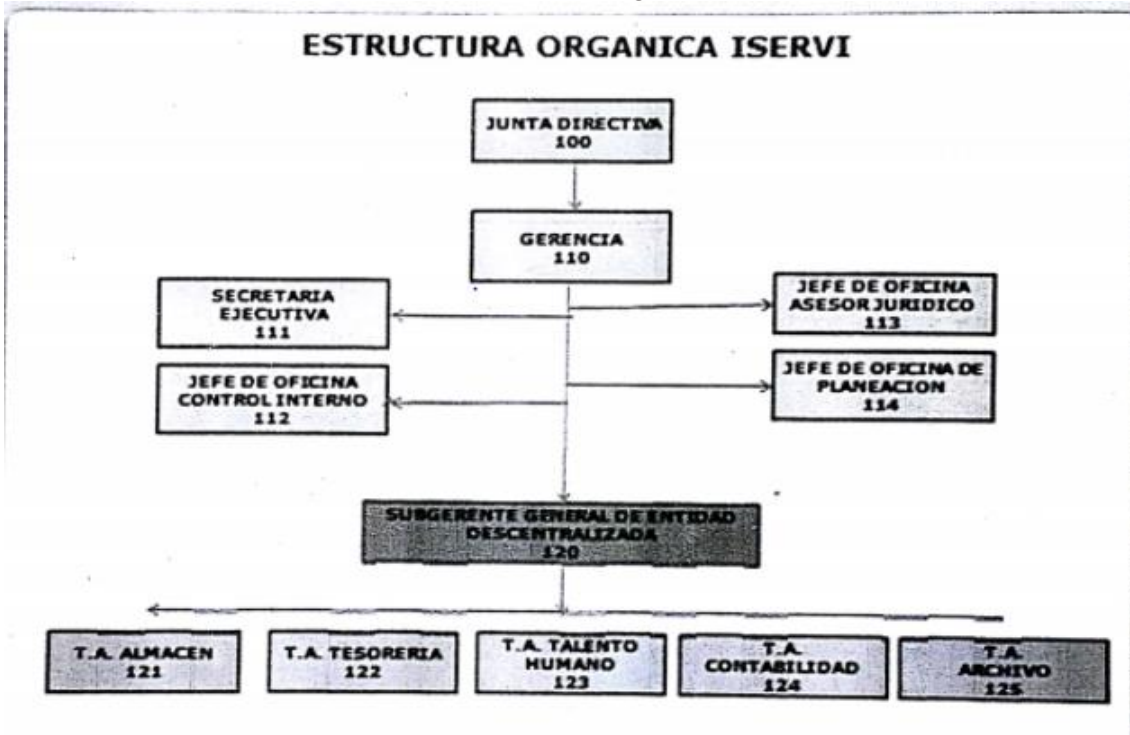 ESTRUCTURA ORGANICA ISERVI
JUNTA DIRECTIVA
100
GERENCIA
110
SECRETARIA
EJECUTIVA
111
JEFE DE OFICINA
ASESOR JURIDICO
113
JEFE DE OFICINA
CONTROL INTERNO
112
JEFE DE OFICINA DE
PLANEACION
114
SUBGERENTE GENERAL DE ENTIDAD
DESCENTRALIZADA
120
T.A. ALMACEN
121
T.A. TESORERIA
122
T.A. TALENTO
HUMANO
123
T.A.
CONTABILIDAD
124
T.A.
ARCHIVO
125